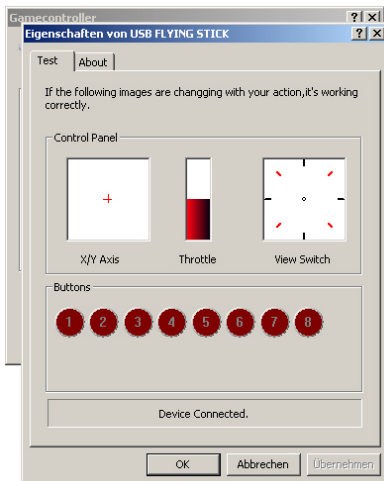 Gamecontroller
Eigenschaften von USB FLYING STICK
Test
About
If the following images are changging with your action,it's working
correctly.
Control Panel
X/Y Axis
Throttle
View Switch
Buttons
1 2 3 4 5 6 7 8
Device Connected.
OK
Abbrechen
Übernehmen